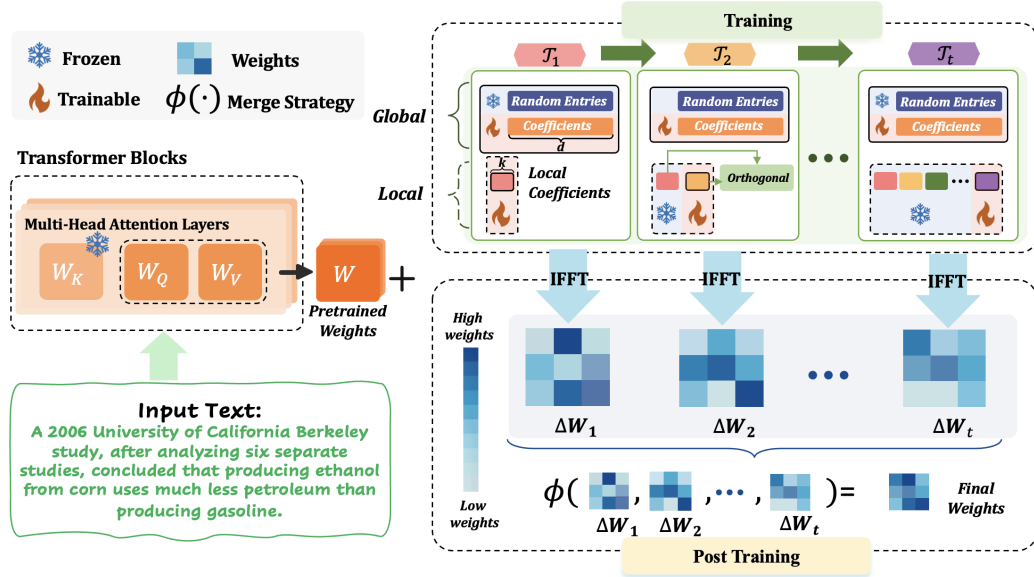 Frozen
Weights
Trainable
ϕ(·) Merge Strategy
Transformer Blocks
Multi-Head Attention Layers
W_K
W_Q
W_V
W
+
Pretrained
Weights
Input Text:
A 2006 University of California Berkeley
study, after analyzing six separate
studies, concluded that producing ethanol
from corn uses much less petroleum than
producing gasoline.
Training
𝒯_1
𝒯_2
𝒯_t
Global
Local
Random Entries
Coefficients
d
k
Local
Coefficients
Random Entries
Coefficients
Orthogonal
Random Entries
Coefficients
IFFT
IFFT
IFFT
High
weights
Low
weights
ΔW_1
ΔW_2
ΔW_t
ϕ( , ,..., )=
ΔW_1
ΔW_2
ΔW_t
Final
Weights
Post Training